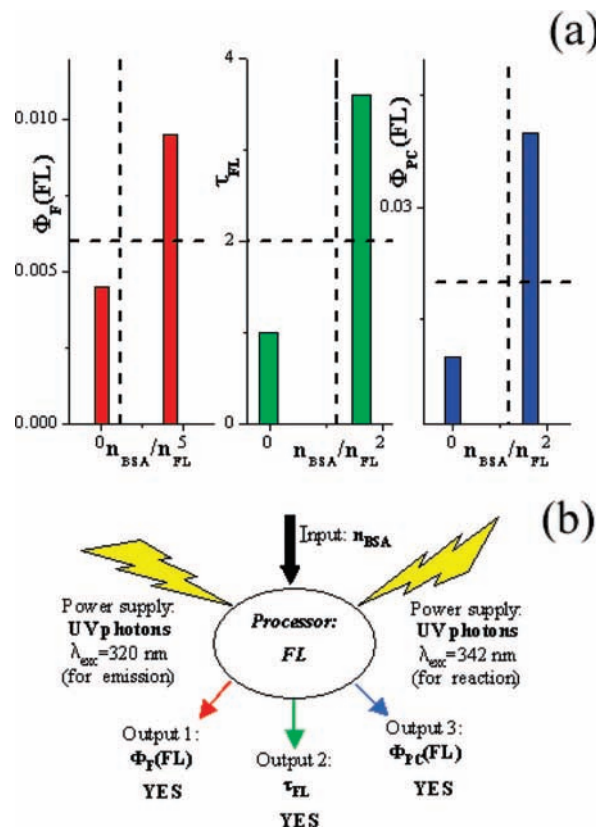 (a)
Φ_F(FL)
0.010
0.005
0.000
0
5
n_BSA/n_FL
τ_FL
4
2
0
0
2
n_BSA/n_FL
Φ_PC(FL)
0.03
0
2
n_BSA/n_FL
(b)
Input: n_BSA
Power supply:
UV photons
λ_exc=320 nm
(for emission)
Processor:
FL
Power supply:
UV photons
λ_exc=342 nm
(for reaction)
Output 1:
Φ_F(FL)
YES
Output 2:
τ_FL
YES
Output 3:
Φ_PC(FL)
YES